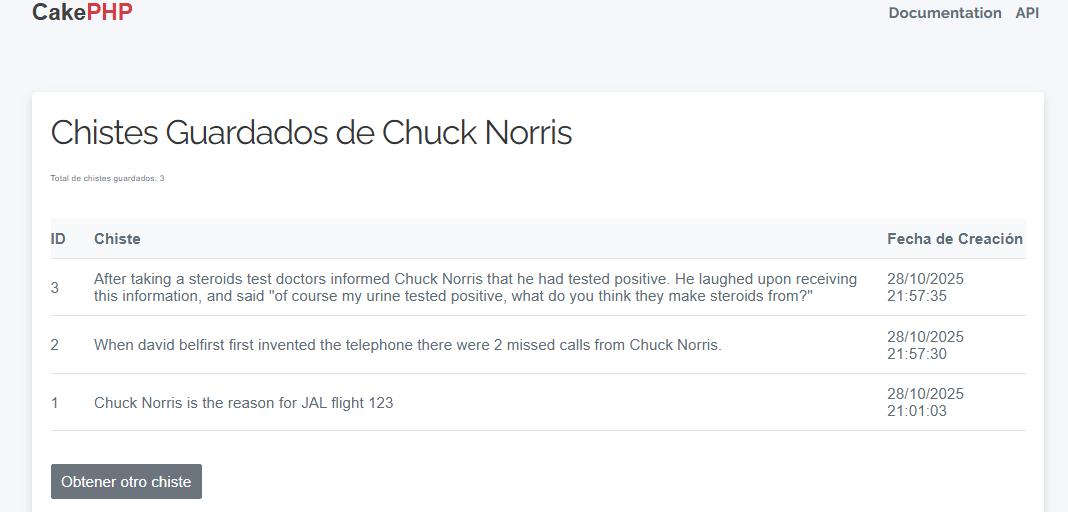 CakePHP
Documentation API
Chistes Guardados de Chuck Norris
Total de chistes guardados: 3
ID Chiste Fecha de Creación
3 After taking a steroids test doctors informed Chuck Norris that he had tested positive. He laughed upon receiving
this information, and said "of course my urine tested positive, what do you think they make steroids from?"
28/10/2025
21:57:35
2 When david belfirst first invented the telephone there were 2 missed calls from Chuck Norris.
28/10/2025
21:57:30
1 Chuck Norris is the reason for JAL flight 123
28/10/2025
21:01:03
Obtener otro chiste